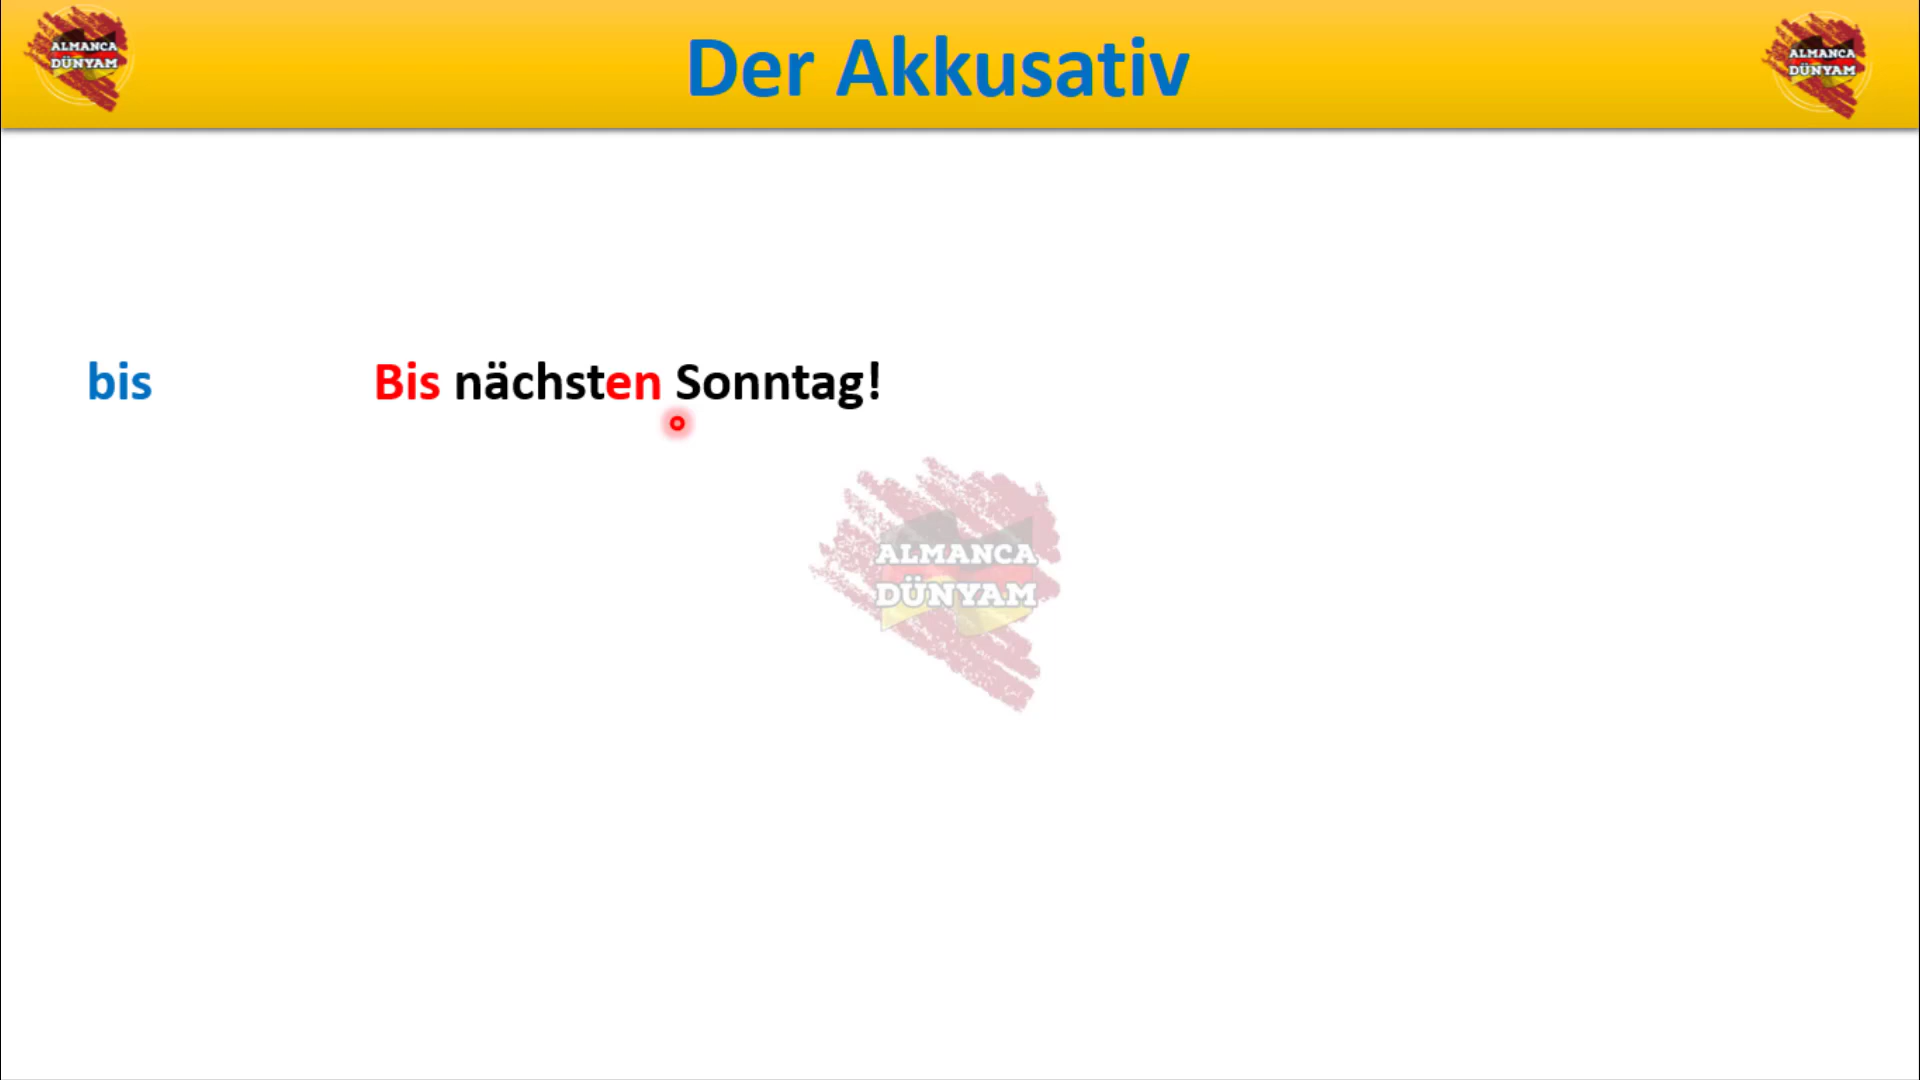 ALMANCA
DÜNYAM
Der Akkusativ
ALMANCA
DÜNYAM
bis
Bis nächsten Sonntag!
ALMANCA
DÜNYAM